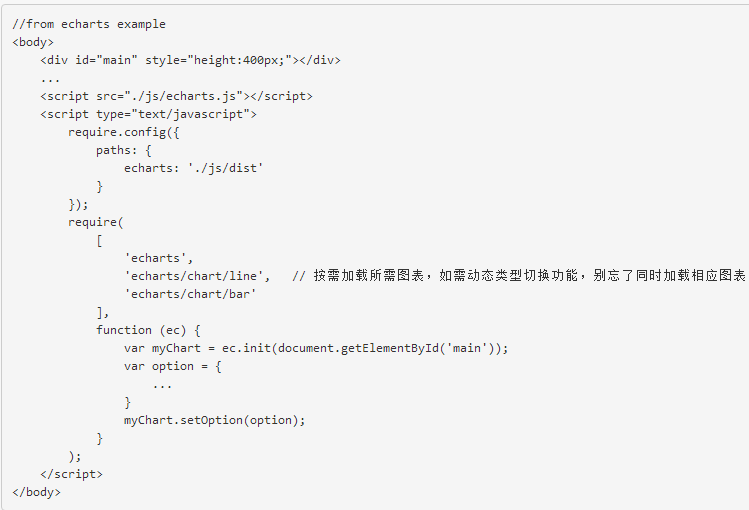 //from echarts example
<body>
    <div id="main" style="height:400px;"></div>
    ...
    <script src="./js/echarts.js"></script>
    <script type="text/javascript">
        require.config({
            paths: {
                echarts: './js/dist'
            }
        });
        require(
            [
                'echarts',
                'echarts/chart/line',   // 按需加载所需图表，如需动态类型切换功能，别忘了同时加载相应图表
                'echarts/chart/bar'
            ],
            function (ec) {
                var myChart = ec.init(document.getElementById('main'));
                var option = {
                    ...
                }
                myChart.setOption(option);
            }
        );
    </script>
</body>